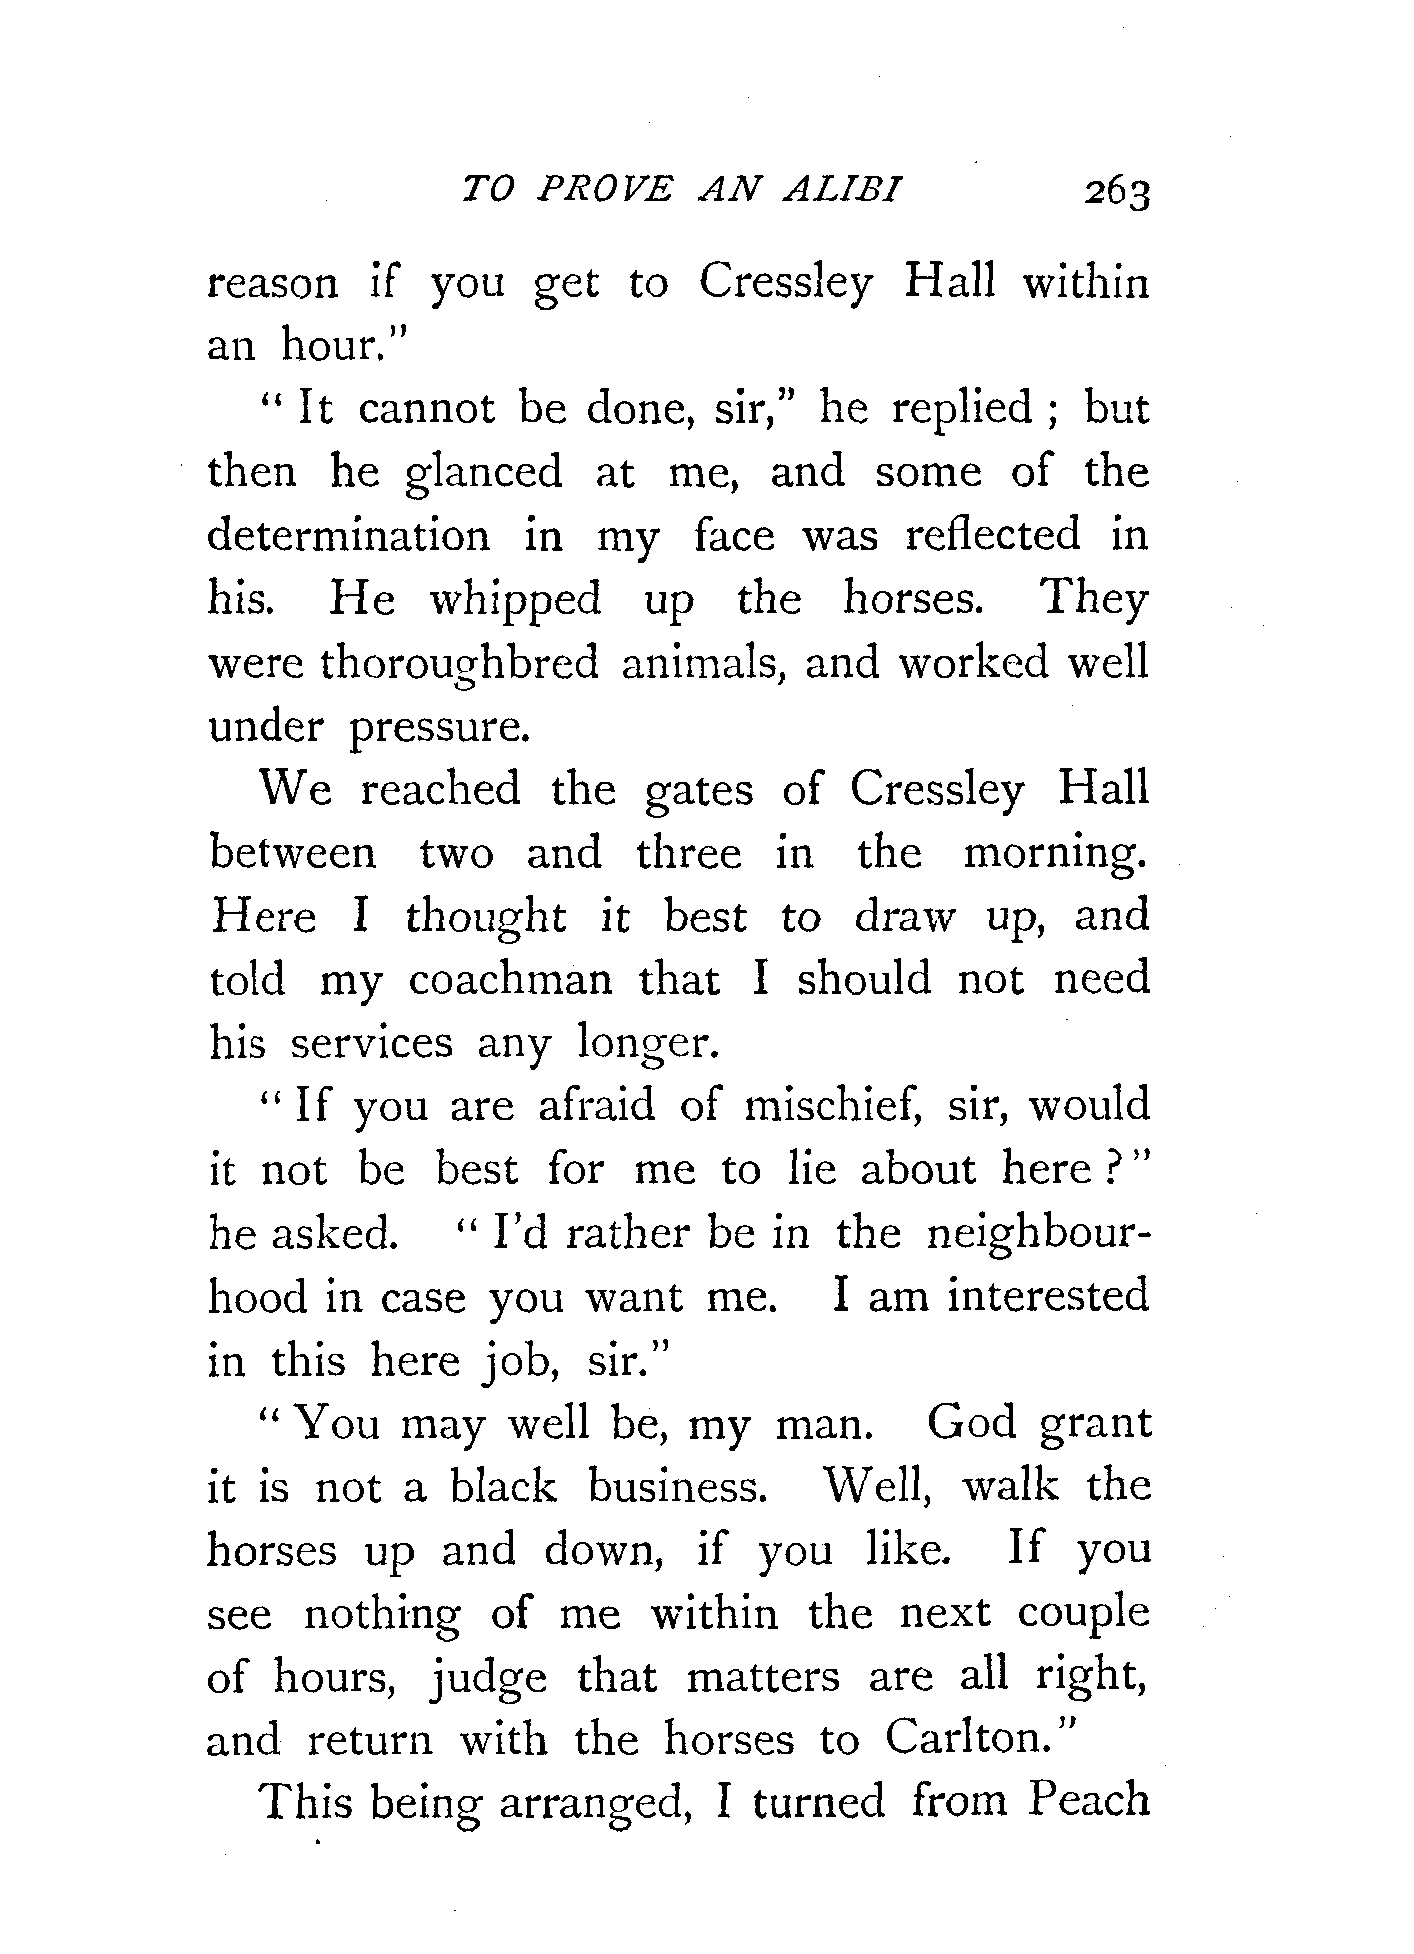 TO PROVE AN ALIBI 263
reason if you get to Cressley Hall within
an hour."
" It cannot be done, sir," he replied ; but
then he glanced at me, and some of the
determination in my face was reflected in
his. He whipped up the horses. They
were thoroughbred animals, and worked well
under pressure.
We reached the gates of Cressley Hall
between two and three in the morning.
Here I thought it best to draw up, and
told my coachman that I should not need
his services any longer.
" If you are afraid of mischief, sir, would
it not be best for me to lie about here ? "
he asked. " I'd rather be in the neighbour-
hood in case you want me. I am interested
in this here job, sir."
" You may well be, my man. God grant
it is not a black business. Well, walk the
horses up and down, if you like. If you
see nothing of me within the next couple
of hours, judge that matters are all right,
and return with the horses to Carlton."
This being arranged, I turned from Peach